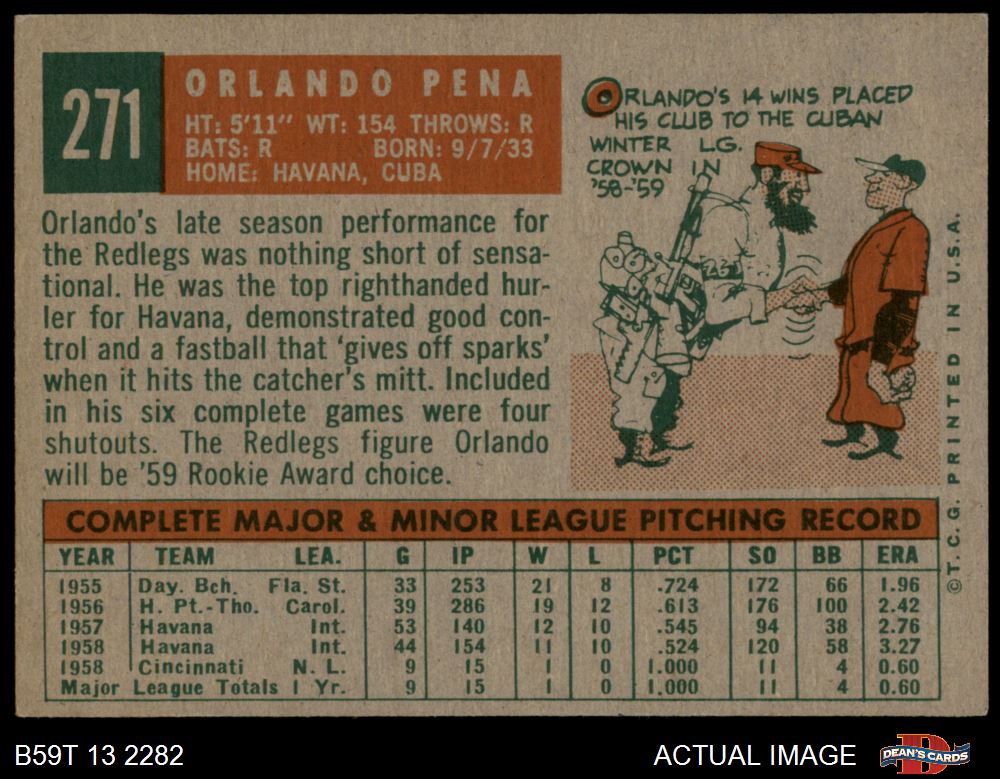 271
ORLANDO PENA
HT: 5'11" WT: 154 THROWS: R
BATS: R BORN: 9/7/33
HOME: HAVANA, CUBA
Orlando's late season performance for
the Redlegs was nothing short of sensa-
tional. He was the top righthanded hur-
ler for Havana, demonstrated good con-
trol and a fastball that 'gives off sparks'
when it hits the catcher's mitt. Included
in his six complete games were four
shutouts. The Redlegs figure Orlando
will be '59 Rookie Award choice.
ORLANDO'S 14 WINS PLACED
HIS CLUB TO THE CUBAN
WINTER L.G.
CROWN IN
'58-'59
COMPLETE MAJOR & MINOR LEAGUE PITCHING RECORD
YEAR TEAM LEA. G IP W L PCT SO BB ERA
1955 Day. Bch. Fla. St. 33 253 21 8 .724 172 66 1.96
1956 H. Pt.-Tho. Carol. 39 286 19 12 .613 176 100 2.42
1957 Havana Int. 53 140 12 10 .545 94 38 2.76
1958 Havana Int. 44 154 11 10 .524 120 58 3.27
1958 Cincinnati N. L. 9 15 1 0 1.000 11 4 0.60
Major League Totals 1 Yr. 9 15 1 0 1.000 11 4 0.60
©T. C. G. PRINTED IN U.S.A.
B59T 13 2282
ACTUAL IMAGE
DEAN'S CARDS